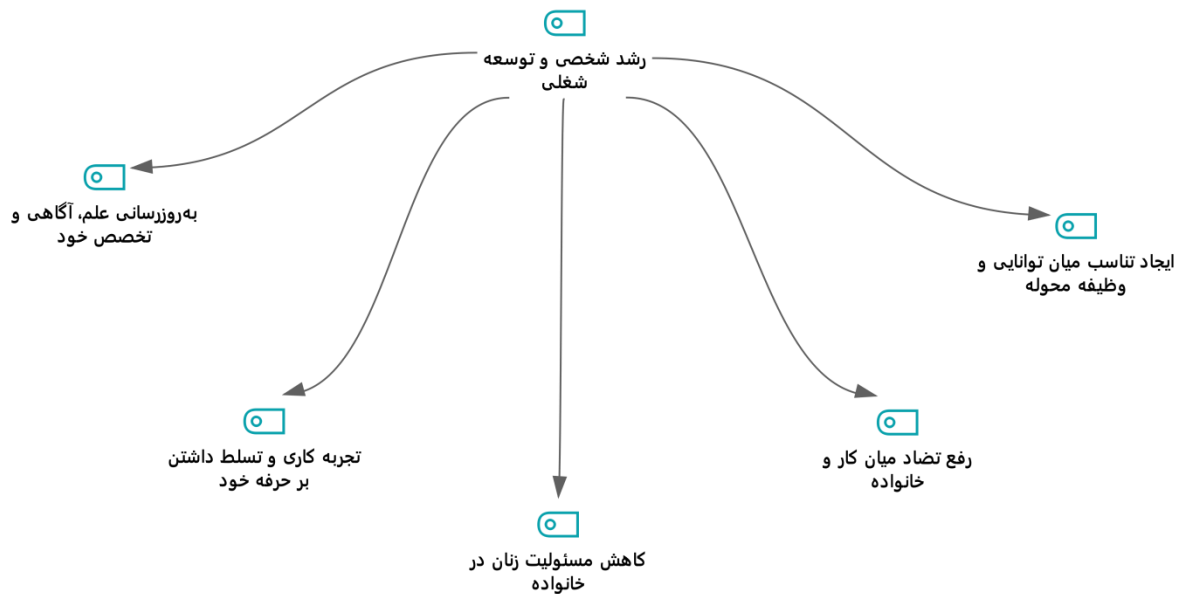 رشد شخصی و توسعه
شغلی
به‌روزرسانی علم، آگاهی و
تخصص خود
ایجاد تناسب میان توانایی و
وظیفه محوله
تجربه کاری و تسلط داشتن
بر حرفه خود
رفع تضاد میان کار و
خانواده
کاهش مسئولیت زنان در
خانواده